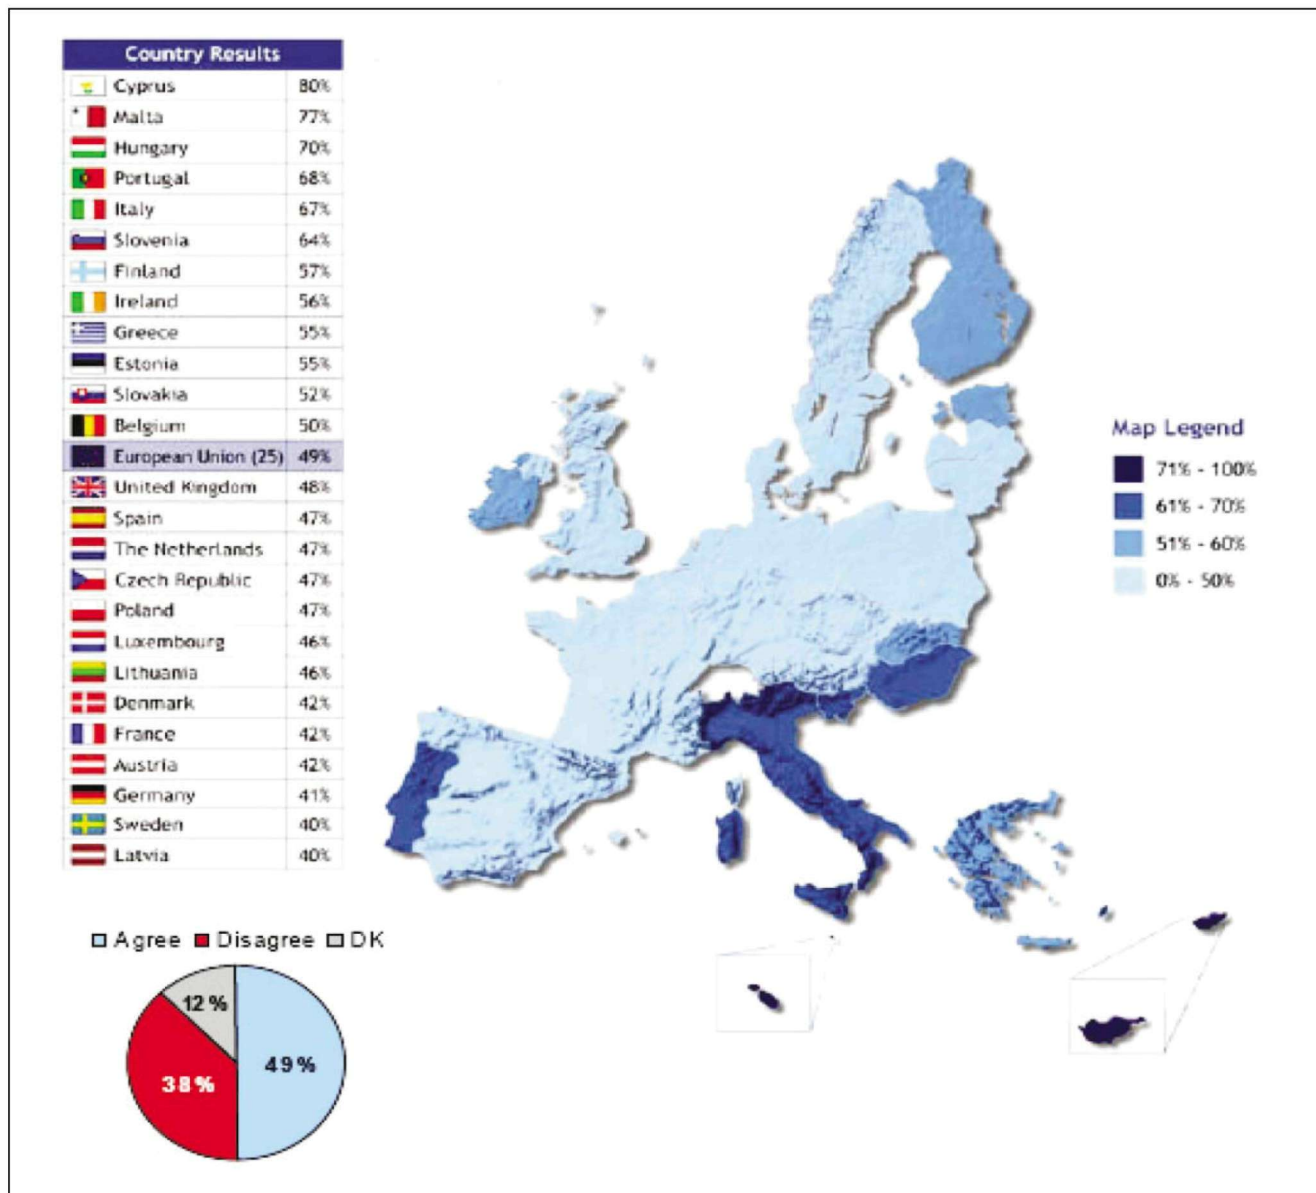 Country Results
Cyprus 80%
Malta 77%
Hungary 70%
Portugal 68%
Italy 67%
Slovenia 64%
Finland 57%
Ireland 56%
Greece 55%
Estonia 55%
Slovakia 52%
Belgium 50%
European Union (25) 49%
United Kingdom 48%
Spain 47%
The Netherlands 47%
Czech Republic 47%
Poland 47%
Luxembourg 46%
Lithuania 46%
Denmark 42%
France 42%
Austria 42%
Germany 41%
Sweden 40%
Latvia 40%
Map Legend
71% - 100%
61% - 70%
51% - 60%
0% - 50%
Agree Disagree DK
12%
49%
38%